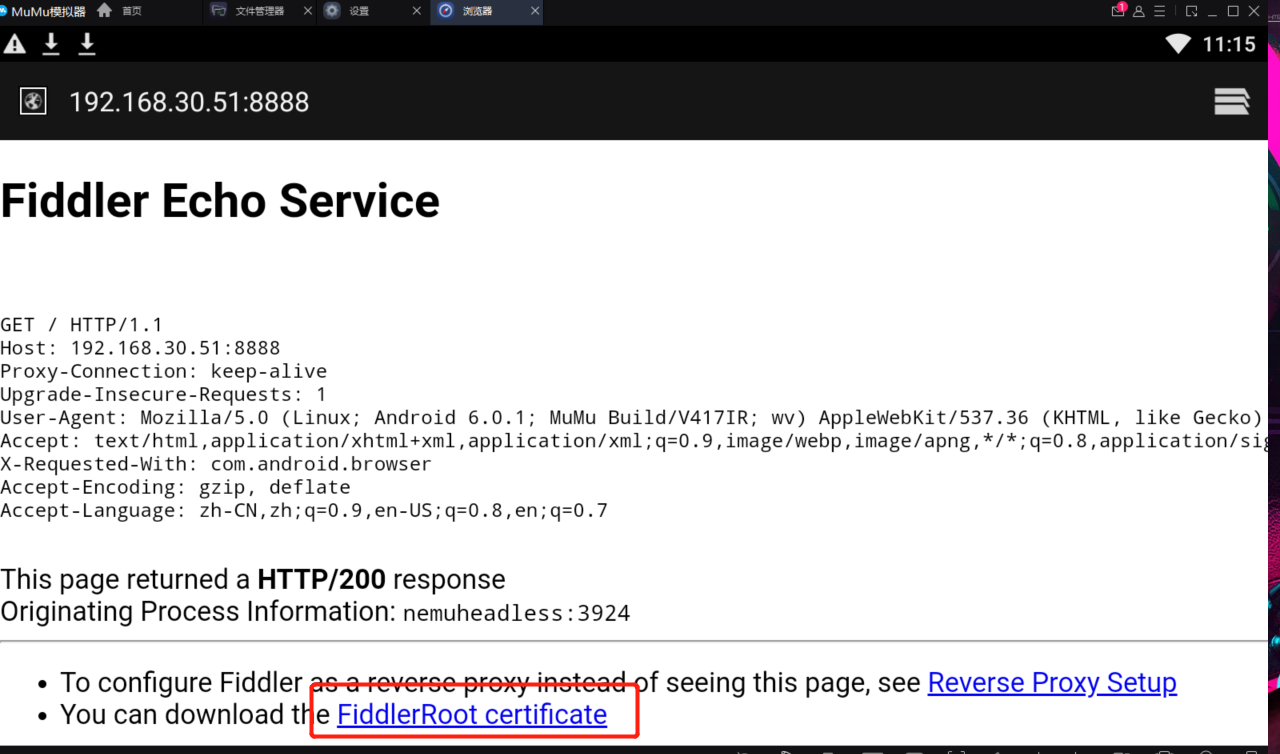 MuMu模拟器 首页 文件管理器 设置 浏览器 1
11:15
192.168.30.51:8888
Fiddler Echo Service
GET / HTTP/1.1
Host: 192.168.30.51:8888
Proxy-Connection: keep-alive
Upgrade-Insecure-Requests: 1
User-Agent: Mozilla/5.0 (Linux; Android 6.0.1; MuMu Build/V417IR; wv) AppleWebKit/537.36 (KHTML, like Gecko)
Accept: text/html,application/xhtml+xml,application/xml;q=0.9,image/webp,image/apng,*/*;q=0.8,application/sig
X-Requested-With: com.android.browser
Accept-Encoding: gzip, deflate
Accept-Language: zh-CN,zh;q=0.9,en-US;q=0.8,en;q=0.7
This page returned a HTTP/200 response
Originating Process Information: nemuheadless:3924
• To configure Fiddler as a reverse proxy instead of seeing this page, see Reverse Proxy Setup
• You can download the FiddlerRoot certificate